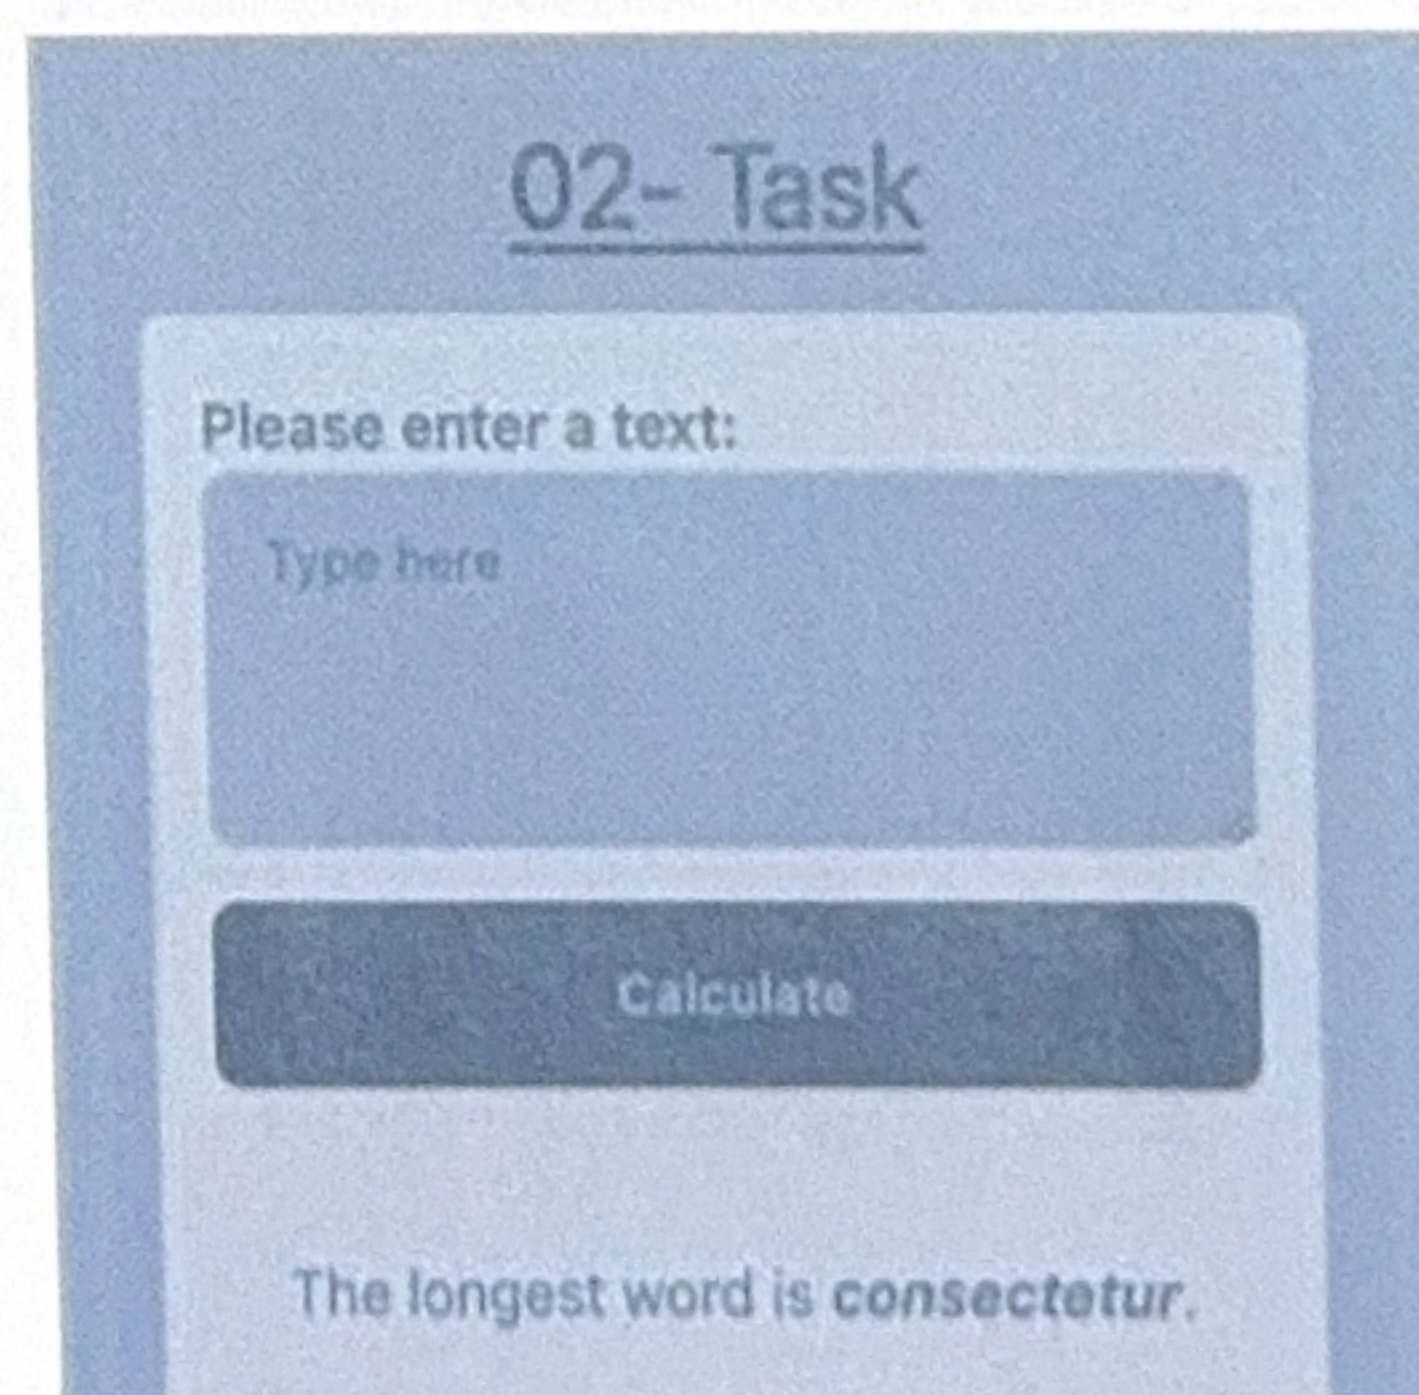 02- Task
Please enter a text:
Type here
Calculate
The longest word is consectetur.